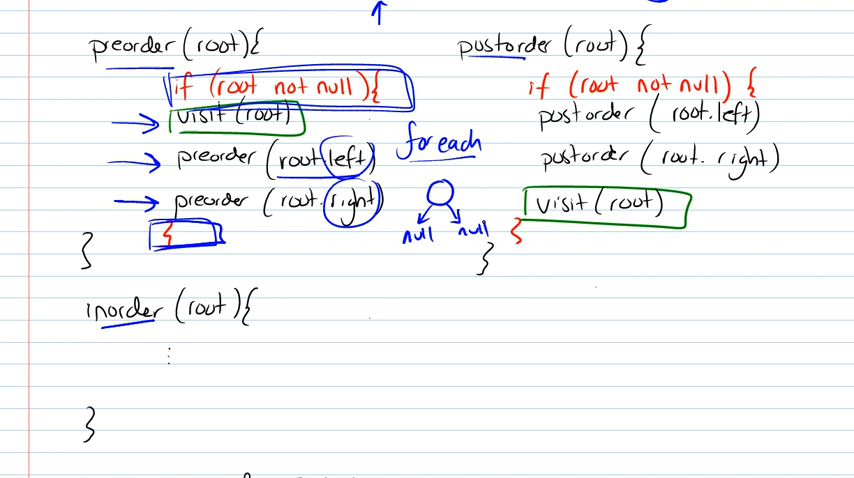 preorder (root){
if (root not null){
visit (root)
preorder (root.left)
preorder (root.right)
}
}
for each
null null
postorder (root) {
if (root not null) {
postorder (root.left)
postorder (root. right)
visit (root)
}
}
inorder (root){
⋮
}